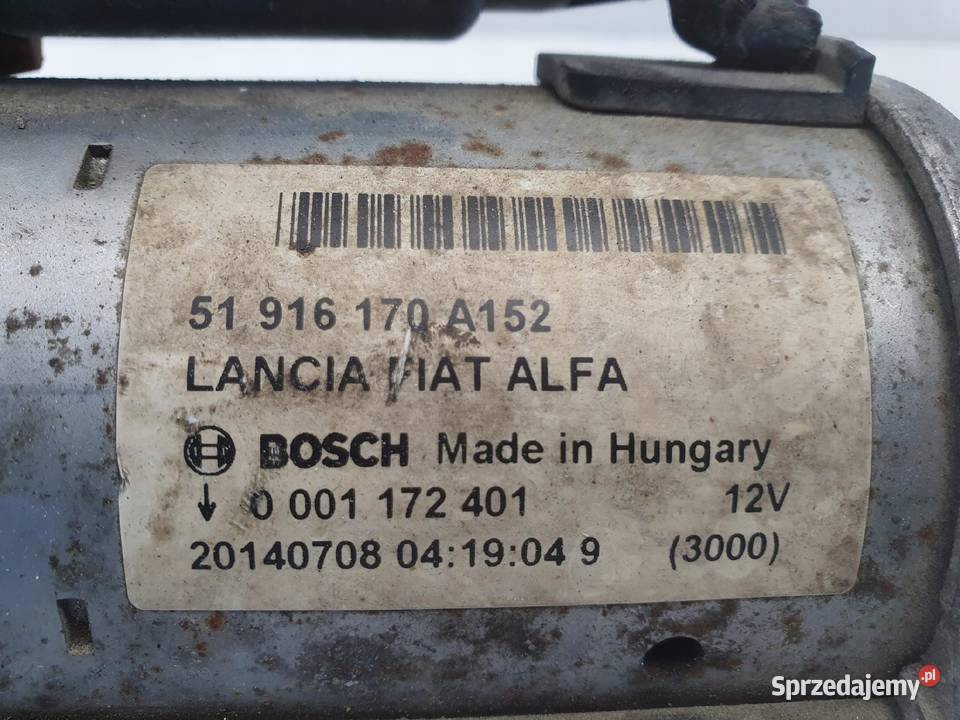 51 916 170 A152
LANCIA FIAT ALFA
BOSCH Made in Hungary
0 001 172 401 12V
20140708 04:19:04 9 (3000)
Sprzedajemy.pl